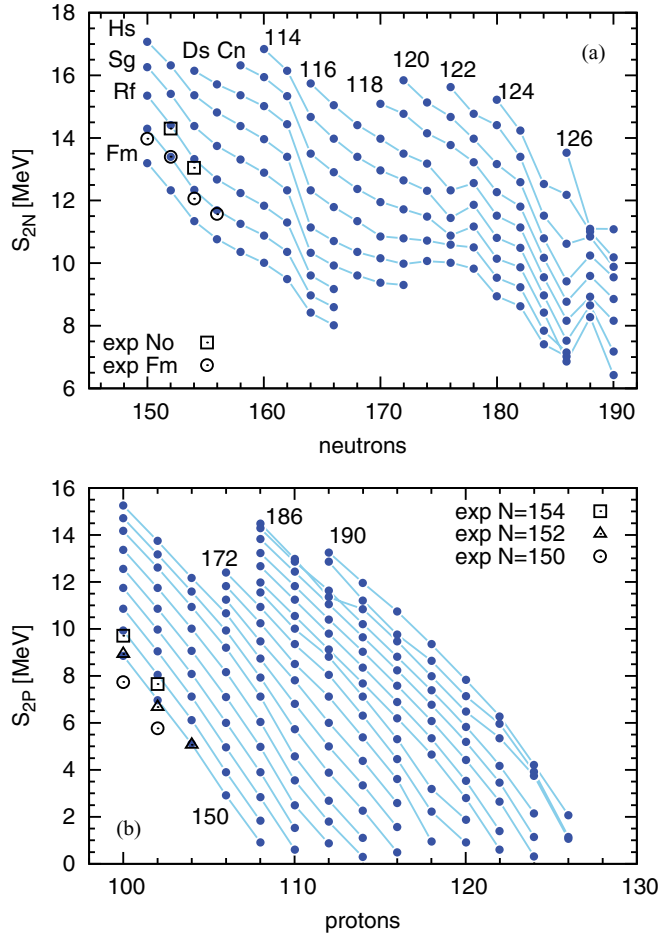 18
16
14
12
10
8
6
S2N [MeV]
Hs
Sg
Rf
Fm
Ds Cn
114
116
118
120
122
124
126
(a)
exp No
exp Fm
150 160 170 180 190
neutrons
16
14
12
10
8
6
4
2
0
S2P [MeV]
172
186
190
150
exp N=154
exp N=152
exp N=150
(b)
100 110 120 130
protons